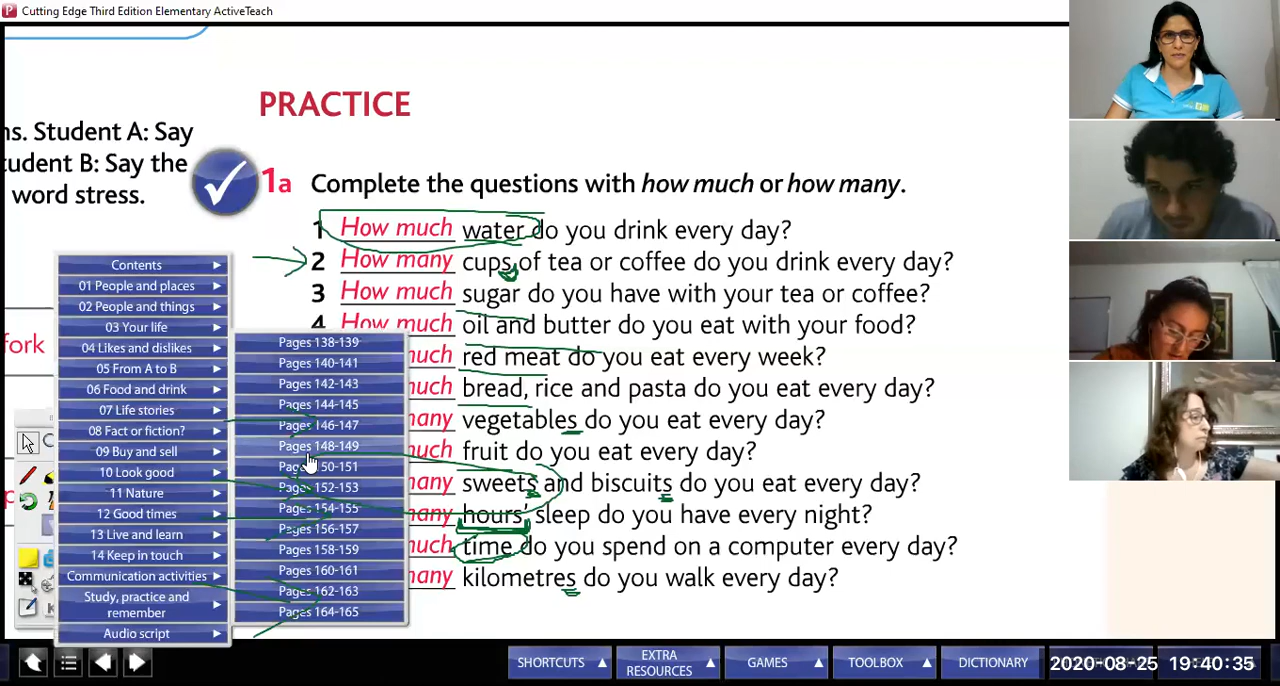 Cutting Edge Third Edition Elementary ActiveTeach
PRACTICE
ns. Student A: Say
tudent B: Say the
word stress.
1a Complete the questions with how much or how many.
1 How much water do you drink every day?
2 How many cups of tea or coffee do you drink every day?
3 How much sugar do you have with your tea or coffee?
4 How much oil and butter do you eat with your food?
much red meat do you eat every week?
much bread, rice and pasta do you eat every day?
many vegetables do you eat every day?
much fruit do you eat every day?
many sweets and biscuits do you eat every day?
many hours' sleep do you have every night?
much time do you spend on a computer every day?
many kilometres do you walk every day?
fork
Contents
01 People and places
02 People and things
03 Your life
04 Likes and dislikes
05 From A to B
06 Food and drink
07 Life stories
08 Fact or fiction?
09 Buy and sell
10 Look good
11 Nature
12 Good times
13 Live and learn
14 Keep in touch
Communication activities
Study, practice and
remember
Audio script
Pages 138-139
Pages 140-141
Pages 142-143
Pages 144-145
Pages 146-147
Pages 148-149
Pages 150-151
Pages 152-153
Pages 154-155
Pages 156-157
Pages 158-159
Pages 160-161
Pages 162-163
Pages 164-165
SHORTCUTS
EXTRA
RESOURCES
GAMES
TOOLBOX
DICTIONARY
2020-08-25 19:40:35